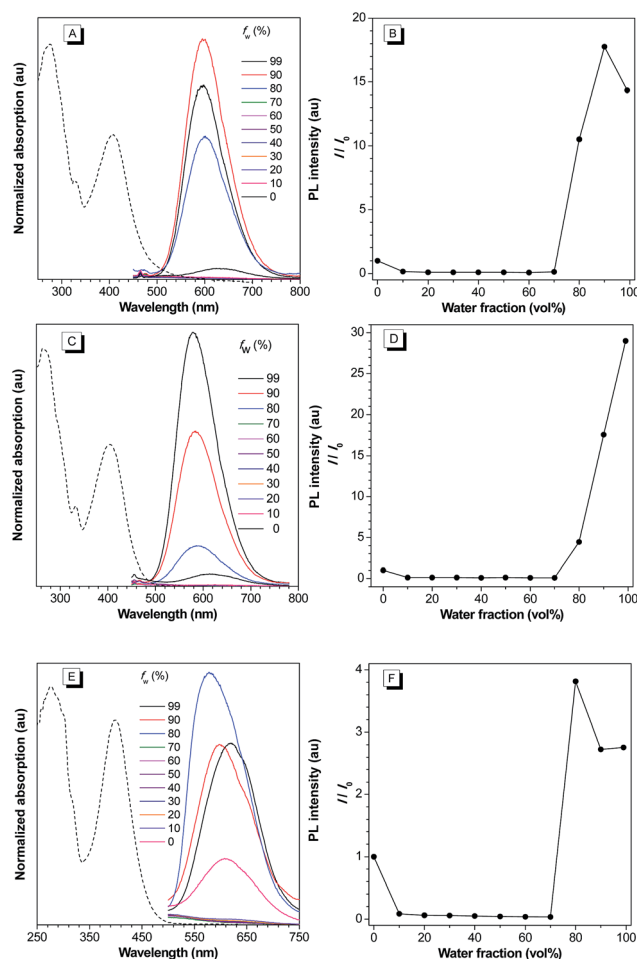 A
f_w (%)
99
90
80
70
60
50
40
30
20
10
0
Normalized absorption (au)
PL intensity (au)
300 400 500 600 700 800
Wavelength (nm)
B
20
15
10
5
0
I / I_0
0 20 40 60 80 100
Water fraction (vol%)
C
f_W (%)
99
90
80
70
60
50
40
30
20
10
0
Normalized absorption (au)
PL intensity (au)
300 400 500 600 700 800
Wavelength (nm)
D
30
25
20
15
10
5
0
I / I_0
0 20 40 60 80 100
Water fraction (vol%)
E
f_w (%)
99
90
80
70
60
50
40
30
20
10
0
Normalized absorption (au)
PL intensity (au)
250 350 450 550 650 750
Wavelength (nm)
F
4
3
2
1
0
I / I_0
0 20 40 60 80 100
Water fraction (vol%)